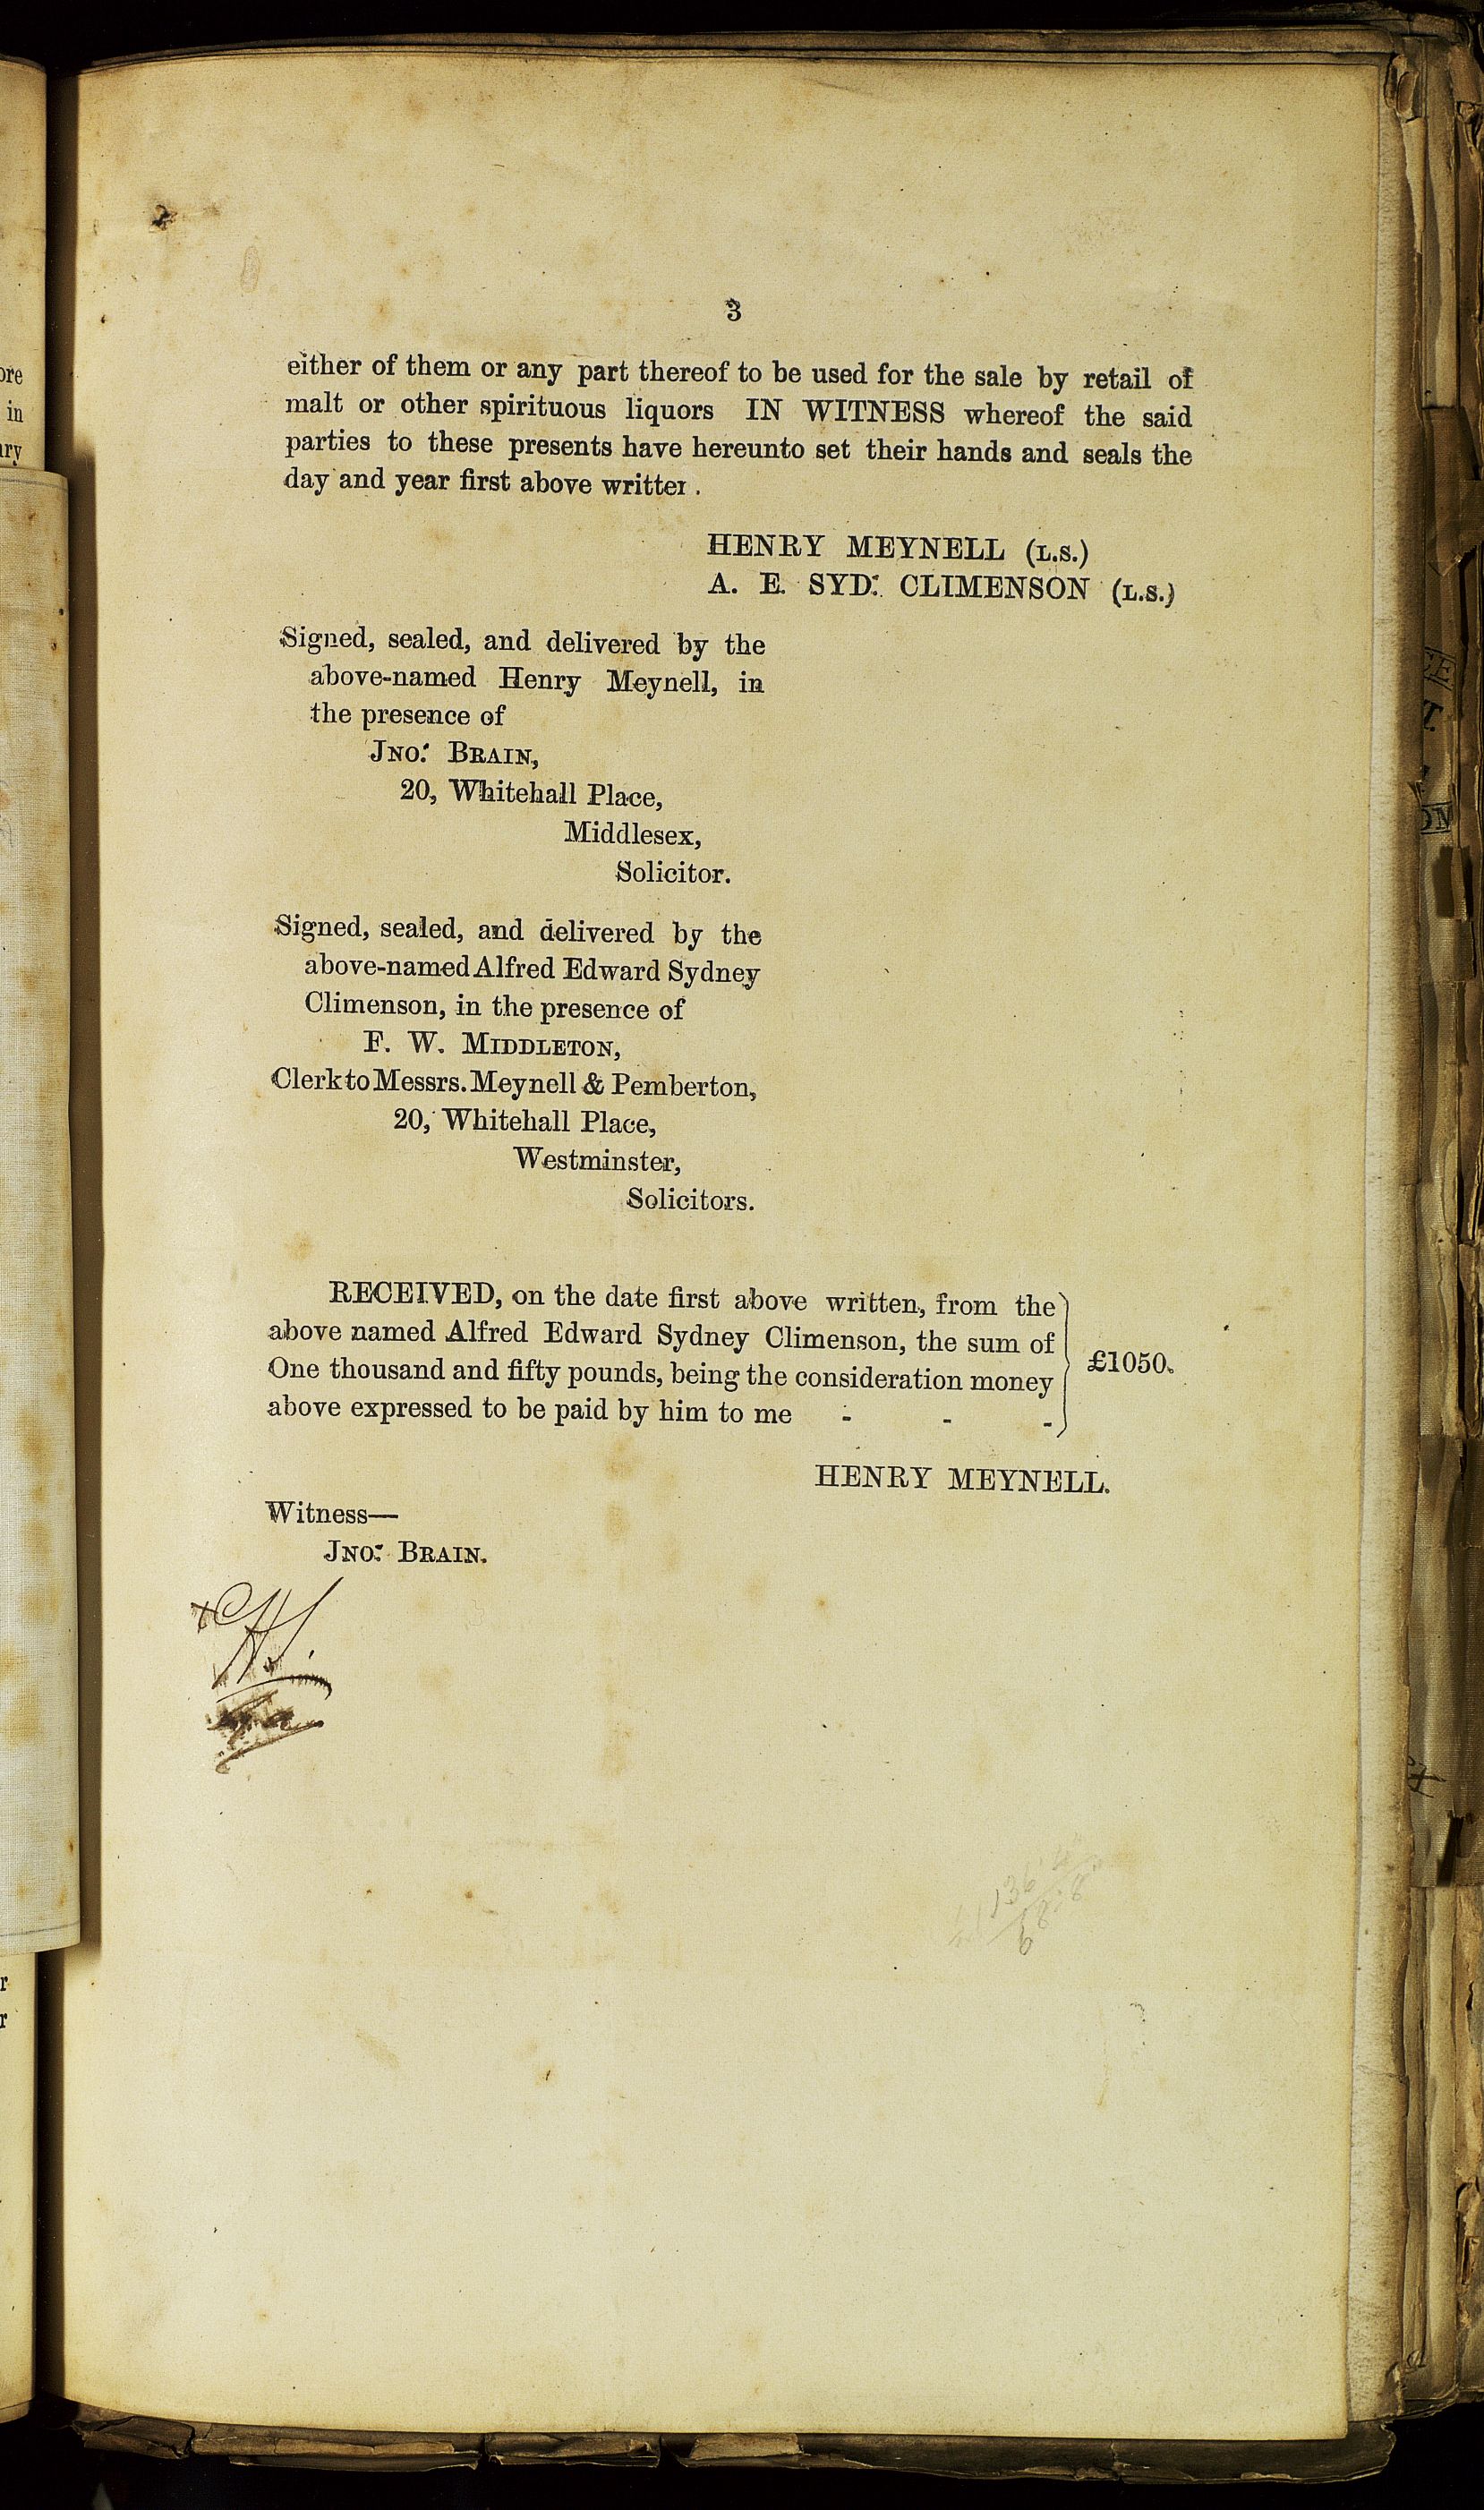 3
either of them or any part thereof to be used for the sale by retail of
malt or other spirituous liquors IN WITNESS whereof the said
parties to these presents have hereunto set their hands and seals the
day and year first above written.
HENRY MEYNELL (L.S.)
A. E. SYD: CLIMENSON (L.S.)
Signed, sealed, and delivered by the
above-named Henry Meynell, in
the presence of
JNO: BRAIN,
20, Whitehall Place,
Middlesex,
Solicitor.
Signed, sealed, and delivered by the
above-named Alfred Edward Sydney
Climenson, in the presence of
F. W. MIDDLETON,
Clerk to Messrs. Meynell & Pemberton,
20, Whitehall Place,
Westminster,
Solicitors.
RECEIVED, on the date first above written, from the
above named Alfred Edward Sydney Climenson, the sum of
One thousand and fifty pounds, being the consideration money £1050.
above expressed to be paid by him to me - - -
HENRY MEYNELL.
Witness—
JNO: BRAIN.